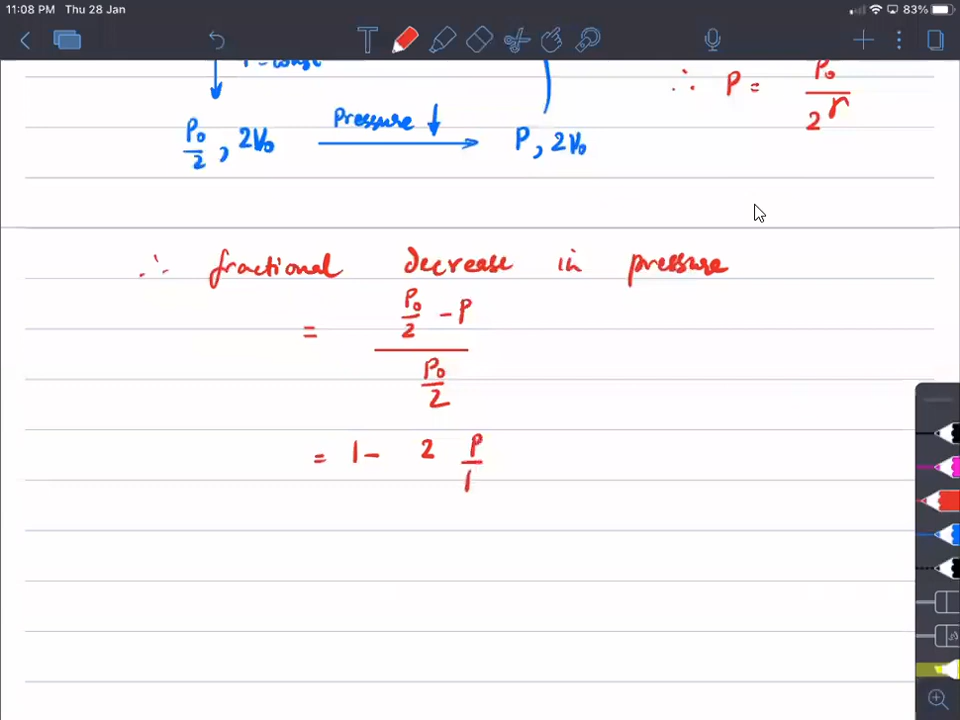 11:08 PM Thu 28 Jan 83%
T
T = const
∴ P = P₀/2^γ
P₀/2, 2V₀ Pressure ↓ P, 2V₀
∴ fractional decrease in pressure
= (P₀/2 - P)/(P₀/2)
= 1 - 2 P/